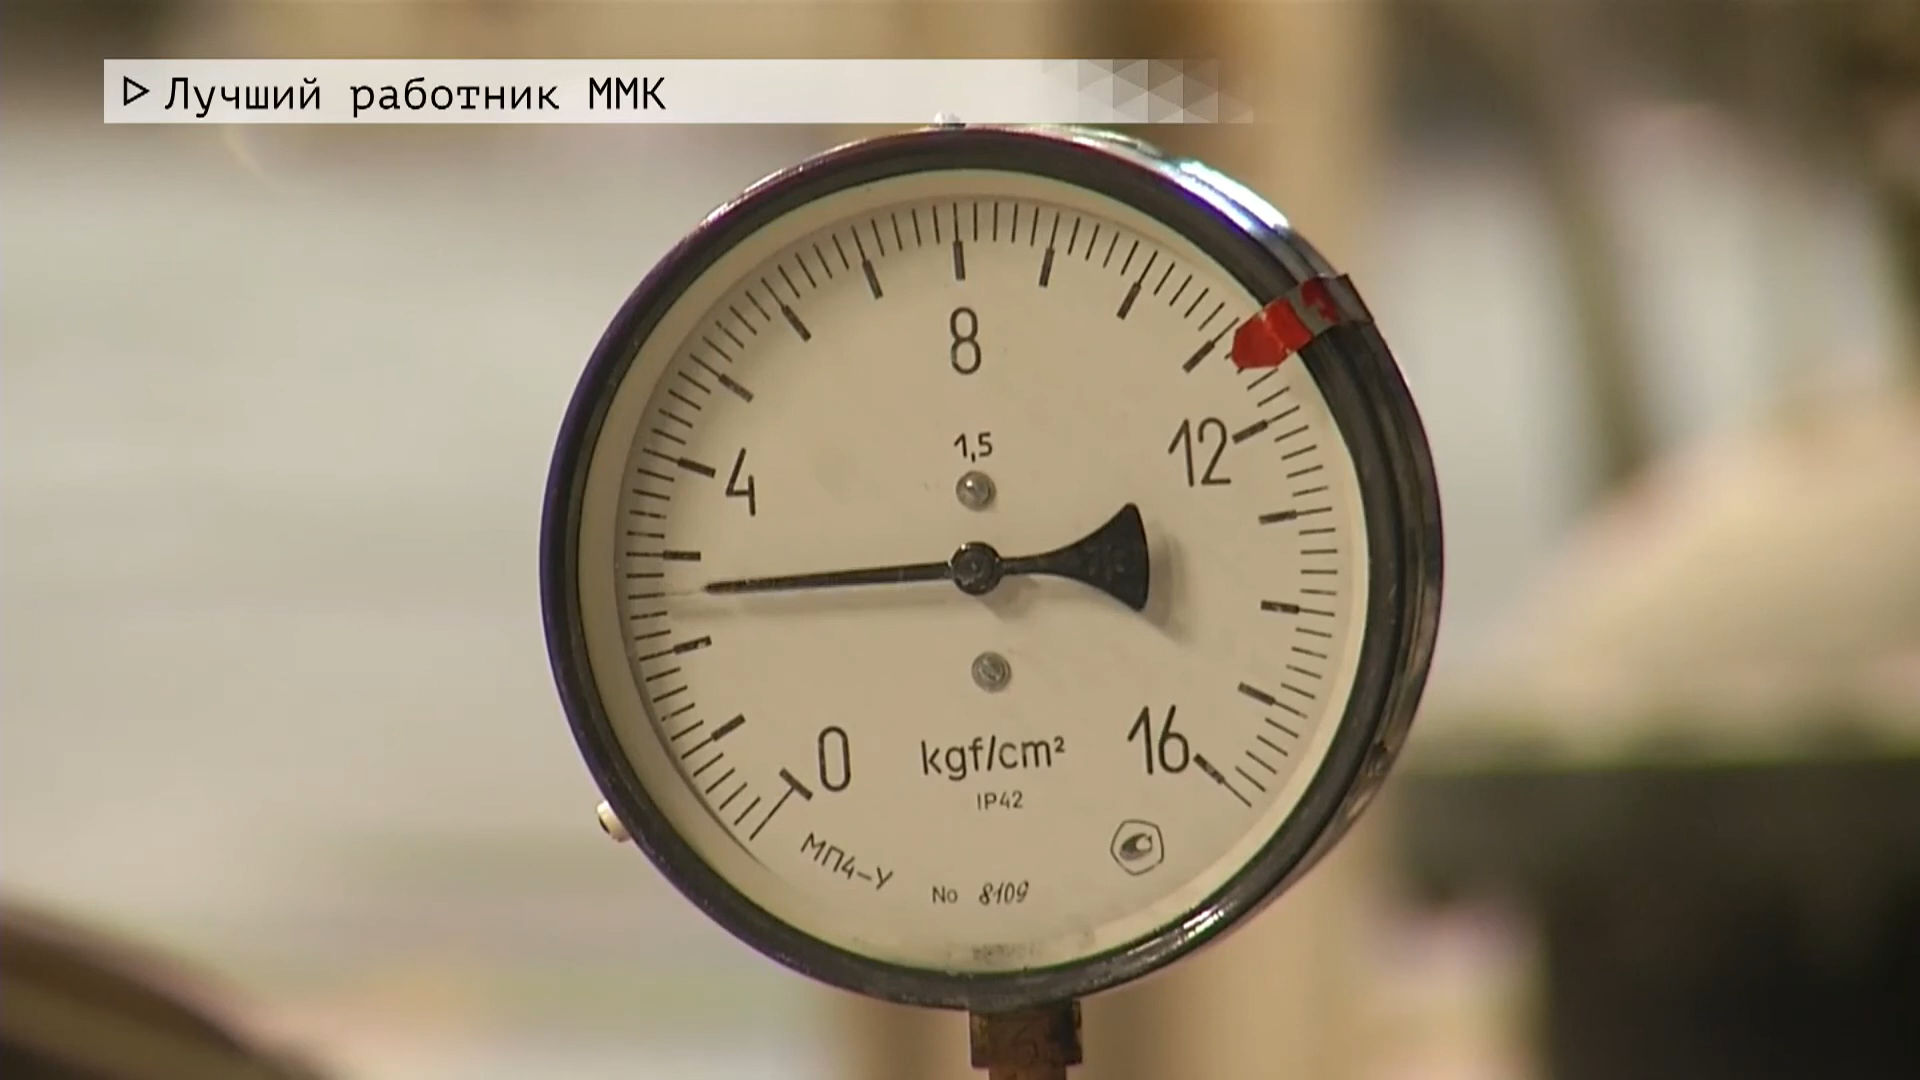 Лучший работник ММК
8
1,5
4
12
0
16
kgf/cm²
IP42
МП4-У
No 8109